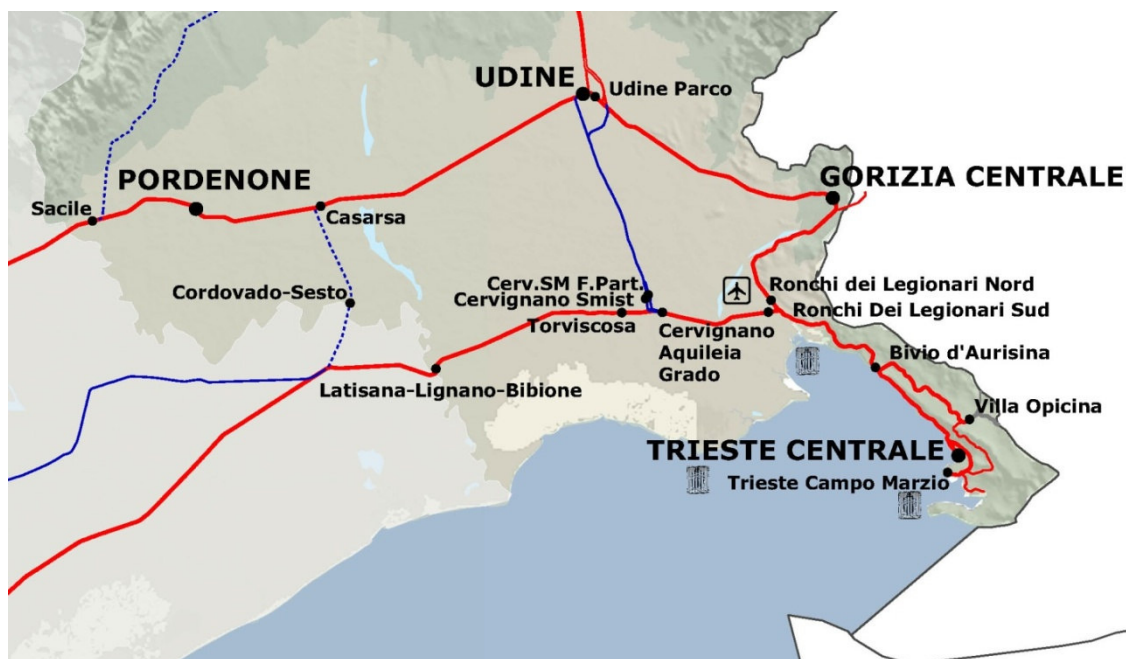 UDINE
Udine Parco
PORDENONE
GORIZIA CENTRALE
Sacile
Casarsa
Cordovado-Sesto
Cerv.SM F.Part.
Cervignano Smist
Torviscosa
Ronchi dei Legionari Nord
Ronchi Dei Legionari Sud
Cervignano
Aquileia
Grado
Bivio d'Aurisina
Latisana-Lignano-Bibione
Villa Opicina
TRIESTE CENTRALE
Trieste Campo Marzio